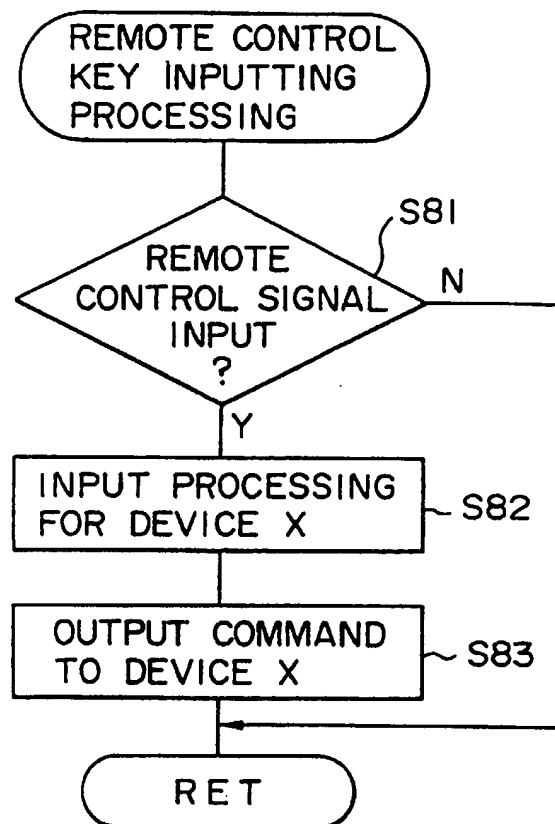 REMOTE CONTROL
KEY INPUTTING
PROCESSING
S81
REMOTE
CONTROL SIGNAL
INPUT
?
N
Y
INPUT PROCESSING
FOR DEVICE X
S82
OUTPUT COMMAND
TO DEVICE X
S83
RET